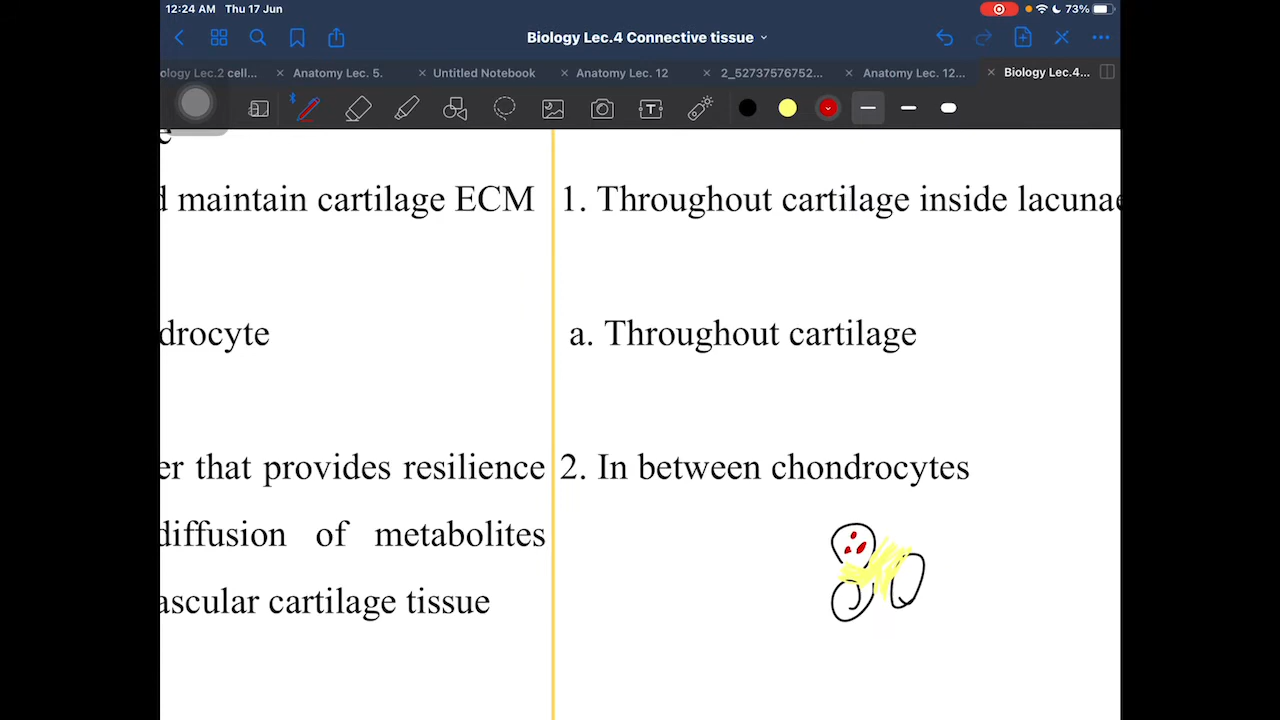 12:24 AM Thu 17 Jun 73%
Biology Lec.4 Connective tissue
ology Lec.2 cell... Anatomy Lec. 5. Untitled Notebook Anatomy Lec. 12 2_52737576752... Anatomy Lec. 12... Biology Lec.4...
e
d maintain cartilage ECM
1. Throughout cartilage inside lacunae
drocyte
a. Throughout cartilage
er that provides resilience
2. In between chondrocytes
diffusion of metabolites
ascular cartilage tissue